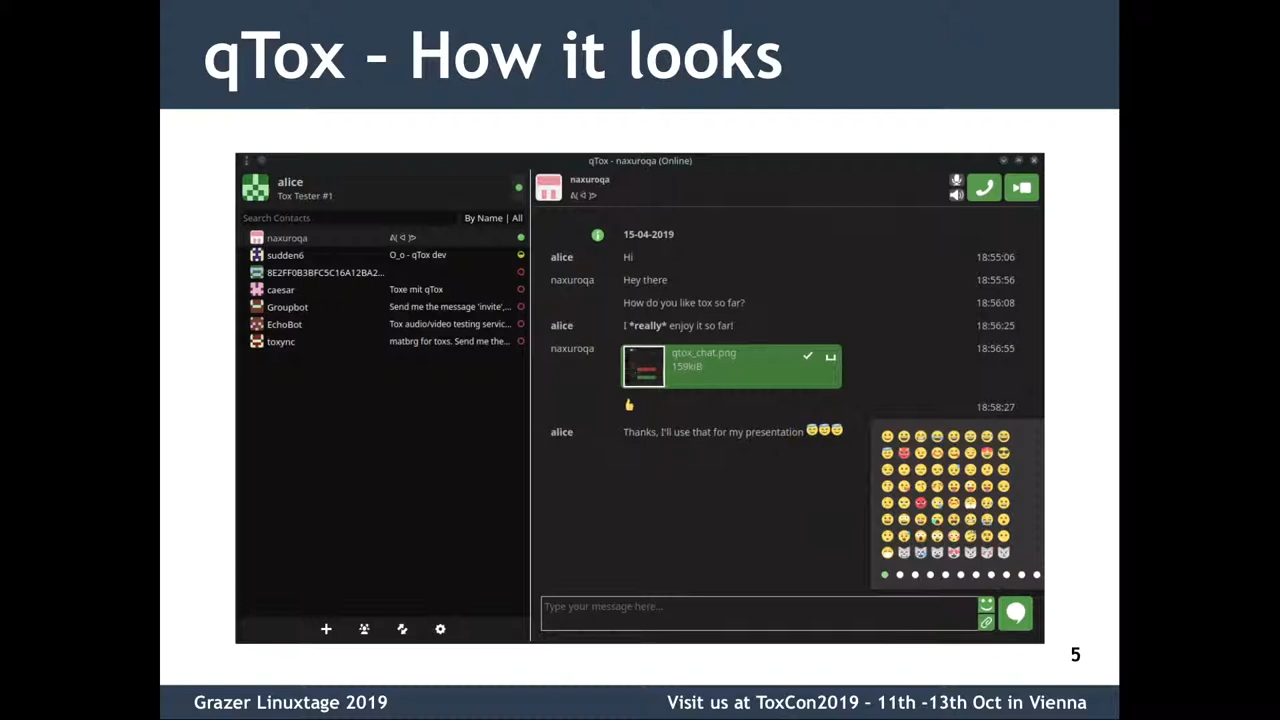 qTox – How it looks
qTox - naxuroqa (Online)
alice
Tox Tester #1
Search Contacts
By Name | All
naxuroqa
sudden6
O_o - qTox dev
8E2FF0B3BFC5C16A12BA2...
caesar
Toxe mit qTox
Groupbot
Send me the message 'invite',...
EchoBot
Tox audio/video testing servic...
toxync
matbrg for toxs. Send me the...
naxuroqa
15-04-2019
alice
Hi
18:55:06
naxuroqa
Hey there
18:55:56
How do you like tox so far?
18:56:08
alice
I *really* enjoy it so far!
18:56:25
naxuroqa
qtox_chat.png
159kiB
18:56:55
18:58:27
alice
Thanks, I'll use that for my presentation
Type your message here...
5
Grazer Linuxtage 2019
Visit us at ToxCon2019 – 11th -13th Oct in Vienna